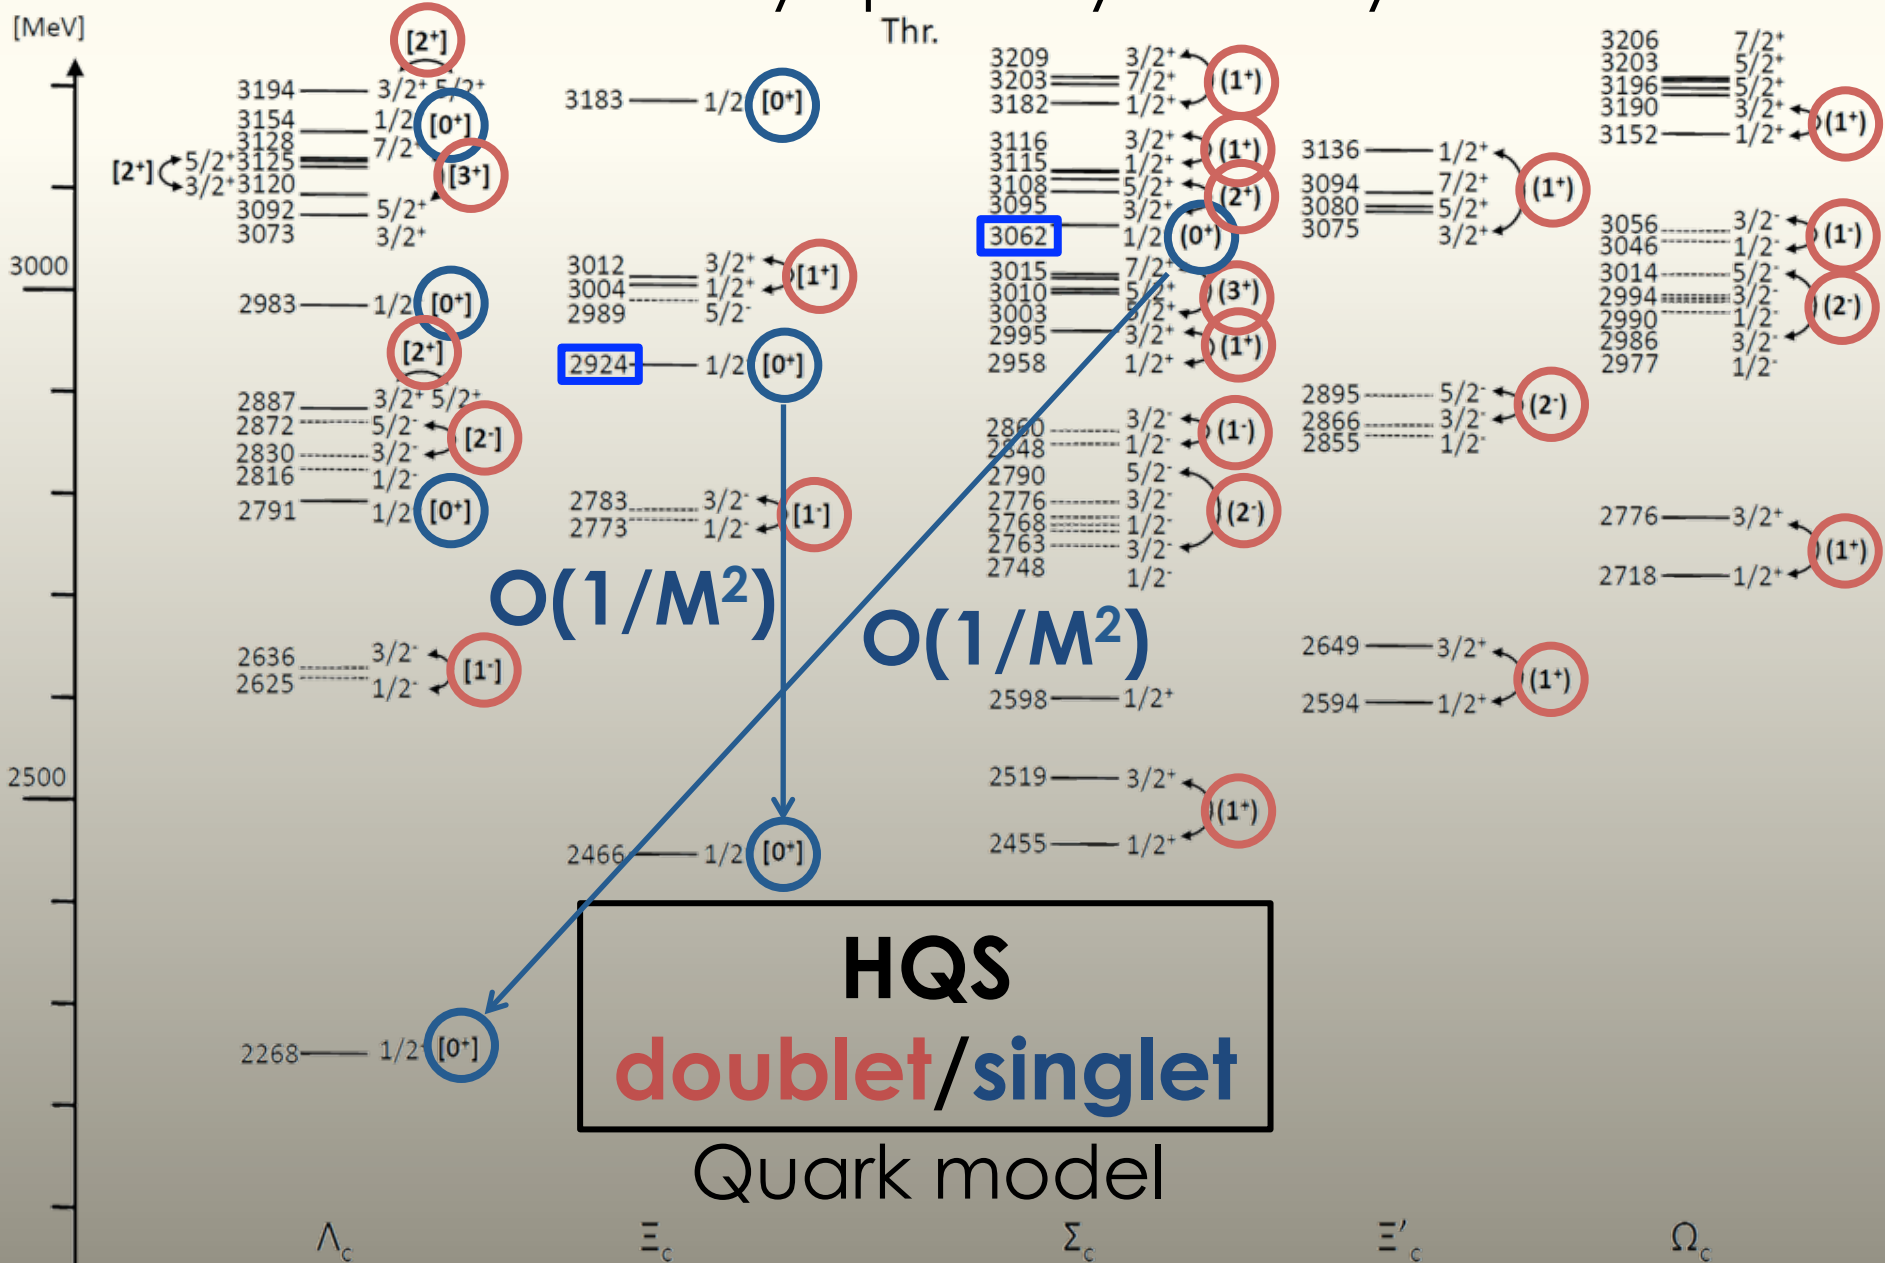 [MeV]
Thr.
[2⁺]
3194 3/2⁺ 5/2⁺
3154 1/2 [0⁺]
3128 7/2⁺
[2⁺] 5/2⁺ 3125 [3⁺]
3/2⁺ 3120
3092 5/2⁺
3073 3/2⁺
3000
2983 1/2 [0⁺]
[2⁺]
2887 3/2⁺ 5/2⁺
2872 5/2⁻
[2⁻]
2830 3/2⁻
2816 1/2⁻
2791 1/2 [0⁺]
2636 3/2⁻
[1⁻]
2625 1/2⁻
2500
2268 1/2⁺ [0⁺]
Λc
3183 1/2 [0⁺]
3012 3/2⁺
[1⁺]
3004 1/2⁺
2989 5/2⁻
2924 1/2 [0⁺]
2783 3/2⁻
[1⁻]
2773 1/2⁻
O(1/M²)
2466 1/2 [0⁺]
Ξc
3209 3/2⁺
3203 7/2⁺ (1⁺)
3182 1/2⁺
3116 3/2⁺
(1⁺)
3115 1/2⁺
3108 5/2⁺
(2⁺)
3095 3/2⁺
3062 1/2 (0⁺)
3015 7/2⁺
3010 5/2⁺ (3⁺)
3003 5/2⁺
2995 3/2⁺
(1⁺)
2958 1/2⁺
2860 3/2⁻
(1⁻)
2848 1/2⁻
2790 5/2⁻
2776 3/2⁻
(2⁻)
2768 1/2⁻
2763 3/2⁻
2748 1/2⁻
O(1/M²)
2598 1/2⁺
2519 3/2⁺
(1⁺)
2455 1/2⁺
Σc
3136 1/2⁺
3094 7/2⁺ (1⁺)
3080 5/2⁺
3075 3/2⁺
2895 5/2⁻
(2⁻)
2866 3/2⁻
2855 1/2⁻
2649 3/2⁺
(1⁺)
2594 1/2⁺
Ξ′c
3206 7/2⁺
3203 5/2⁺
3196 5/2⁺
3190 3/2⁺
(1⁺)
3152 1/2⁺
3056 3/2⁻
(1⁻)
3046 1/2⁻
3014 5/2⁻
2994 3/2⁻
(2⁻)
2990 1/2⁻
2986 3/2⁻
2977 1/2⁻
2776 3/2⁺
(1⁺)
2718 1/2⁺
Ωc
HQS
doublet/singlet
Quark model